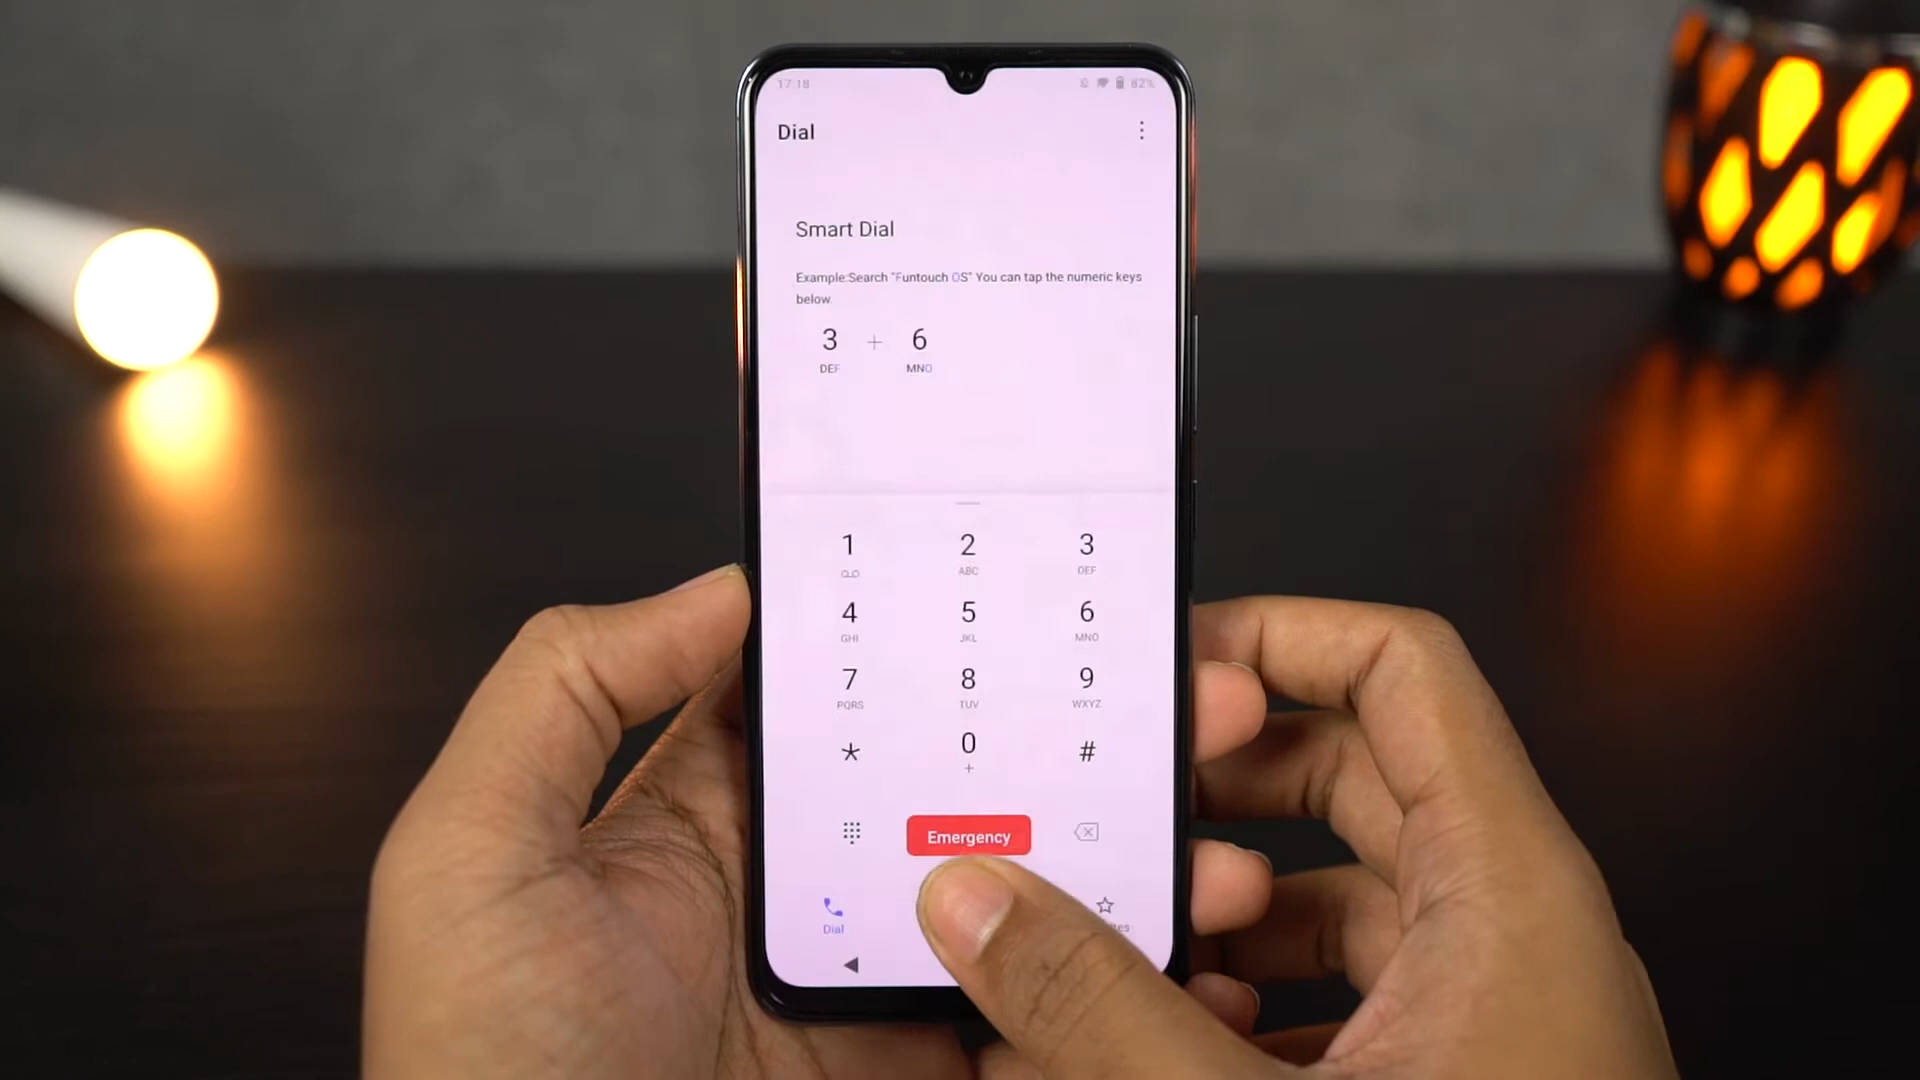 17:18 82%
Dial
Smart Dial
Example:Search "Funtouch OS" You can tap the numeric keys
below.
3 + 6
DEF MNO
1 2 3
ABC DEF
4 5 6
GHI JKL MNO
7 8 9
PQRS TUV WXYZ
* 0 #
+
Emergency
Dial